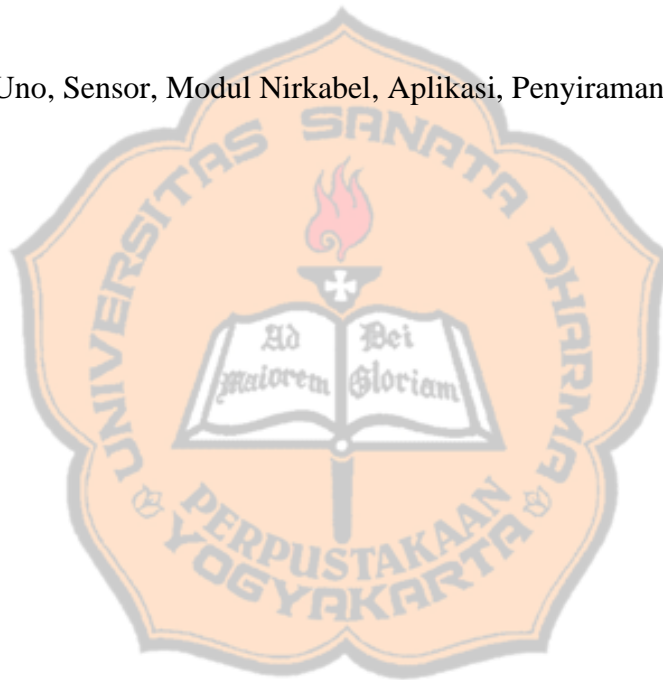 Uno, Sensor, Modul Nirkabel, Aplikasi, Penyiraman
UNIVERSITAS SANATA DHARMA
Ad Dei
Maiorem Gloriam
PERPUSTAKAAN
YOGYAKARTA